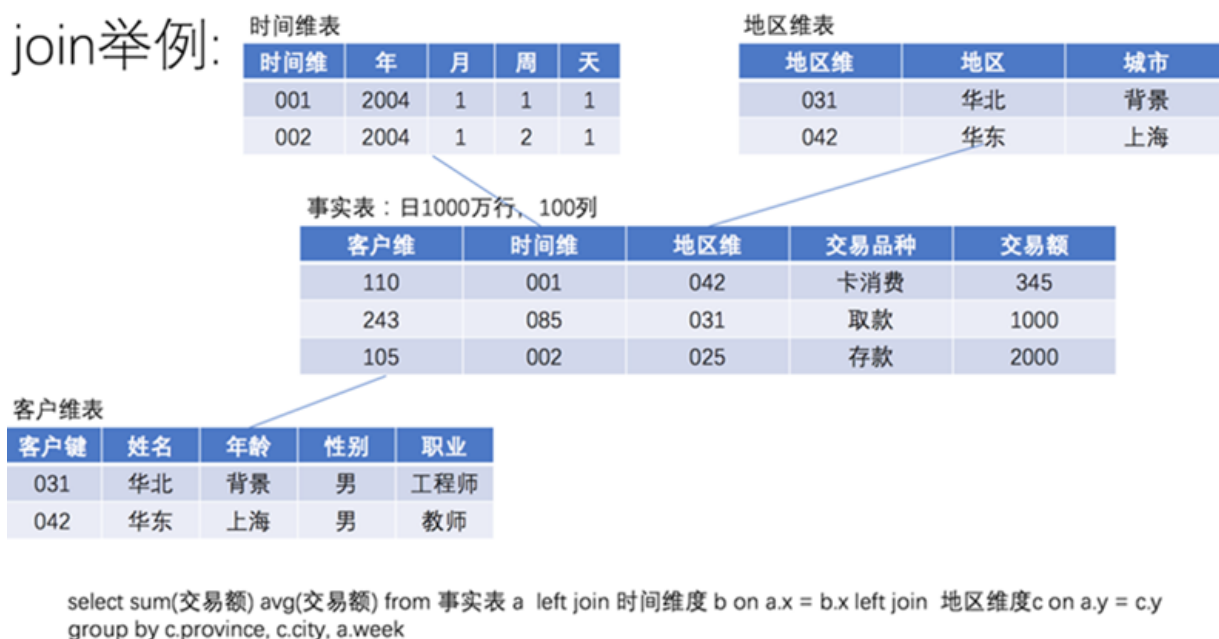 join举例:
时间维表
时间维 年 月 周 天
001 2004 1 1 1
002 2004 1 2 1
地区维表
地区维 地区 城市
031 华北 背景
042 华东 上海
事实表：日1000万行，100列
客户维 时间维 地区维 交易品种 交易额
110 001 042 卡消费 345
243 085 031 取款 1000
105 002 025 存款 2000
客户维表
客户键 姓名 年龄 性别 职业
031 华北 背景 男 工程师
042 华东 上海 男 教师
select sum(交易额) avg(交易额) from 事实表 a left join 时间维度 b on a.x = b.x left join 地区维度c on a.y = c.y
group by c.province, c.city, a.week